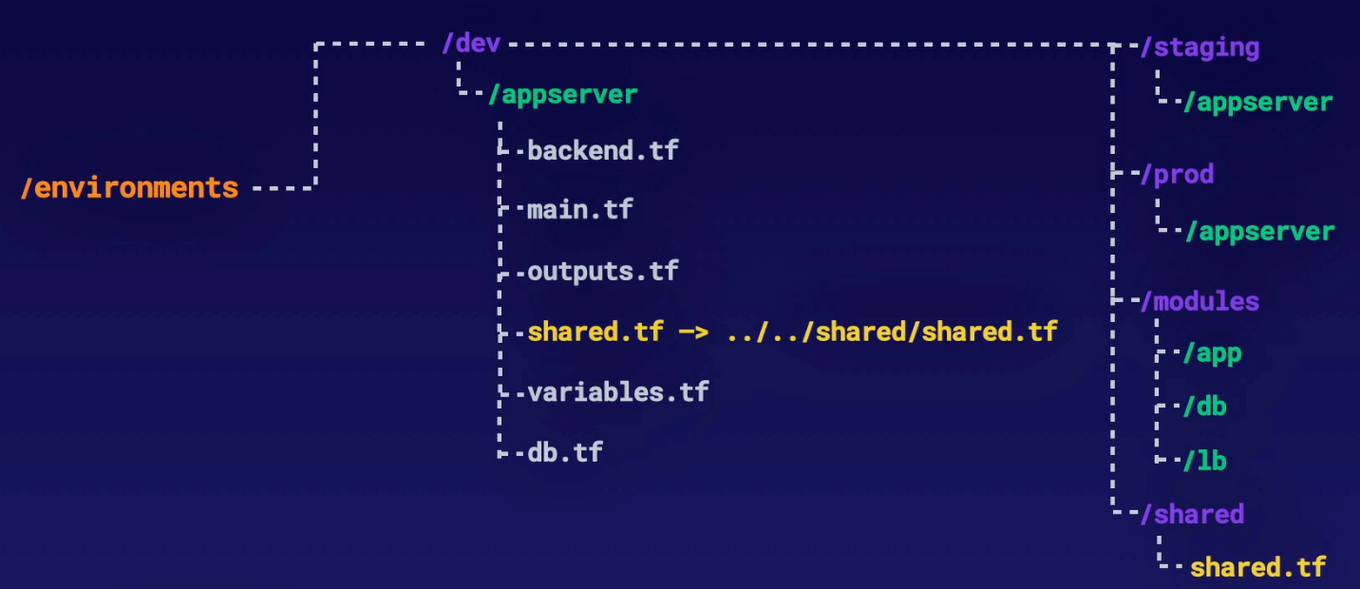 /environments
/dev
/appserver
backend.tf
main.tf
outputs.tf
shared.tf —> ../../shared/shared.tf
variables.tf
db.tf
/staging
/appserver
/prod
/appserver
/modules
/app
/db
/lb
/shared
shared.tf